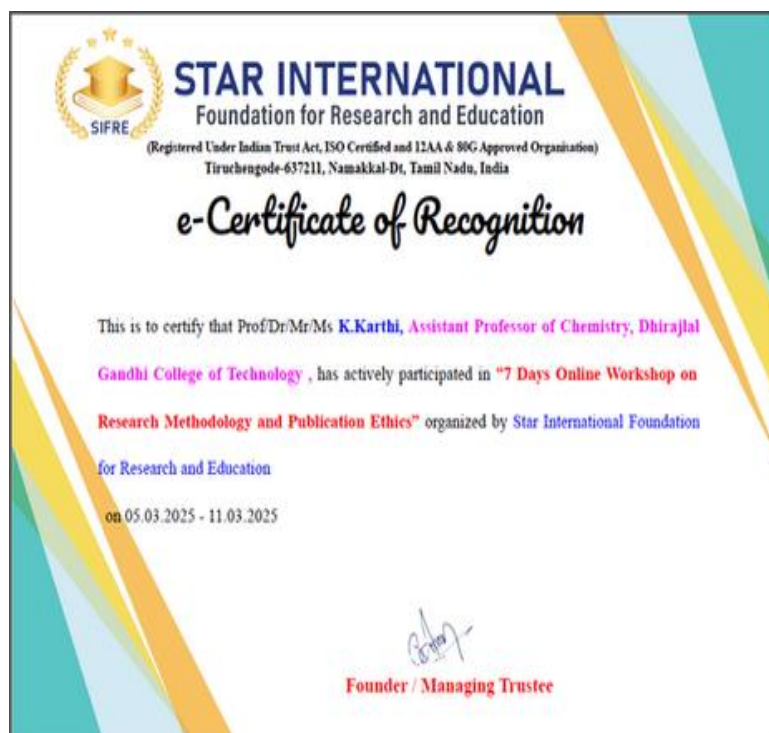 SIFRE
STAR INTERNATIONAL
Foundation for Research and Education
(Registered Under Indian Trust Act, ISO Certified and 12AA & 80G Approved Organisation)
Tiruchengode-637211, Namakkal-Dt, Tamil Nadu, India
e-Certificate of Recognition
This is to certify that Prof/Dr/Mr/Ms K.Karthi, Assistant Professor of Chemistry, Dhirajlal
Gandhi College of Technology , has actively participated in “7 Days Online Workshop on
Research Methodology and Publication Ethics” organized by Star International Foundation
for Research and Education
on 05.03.2025 - 11.03.2025
Founder / Managing Trustee